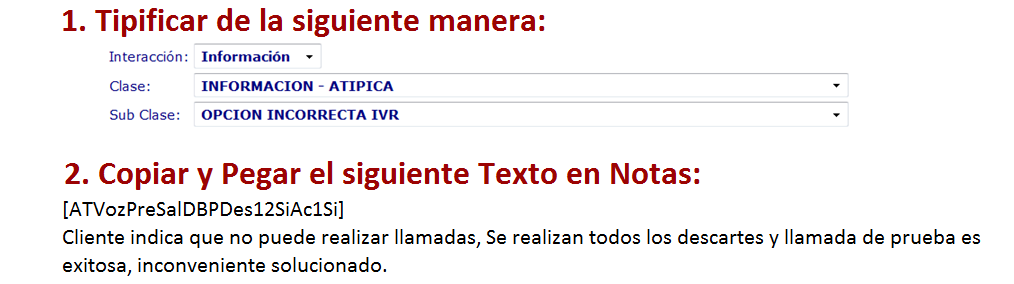 1. Tipificar de la siguiente manera:
Interacción: Información
Clase: INFORMACION - ATIPICA
Sub Clase: OPCION INCORRECTA IVR
2. Copiar y Pegar el siguiente Texto en Notas:
[ATVozPreSalDBPDes12SiAc1Si]
Cliente indica que no puede realizar llamadas, Se realizan todos los descartes y llamada de prueba es
exitosa, inconveniente solucionado.